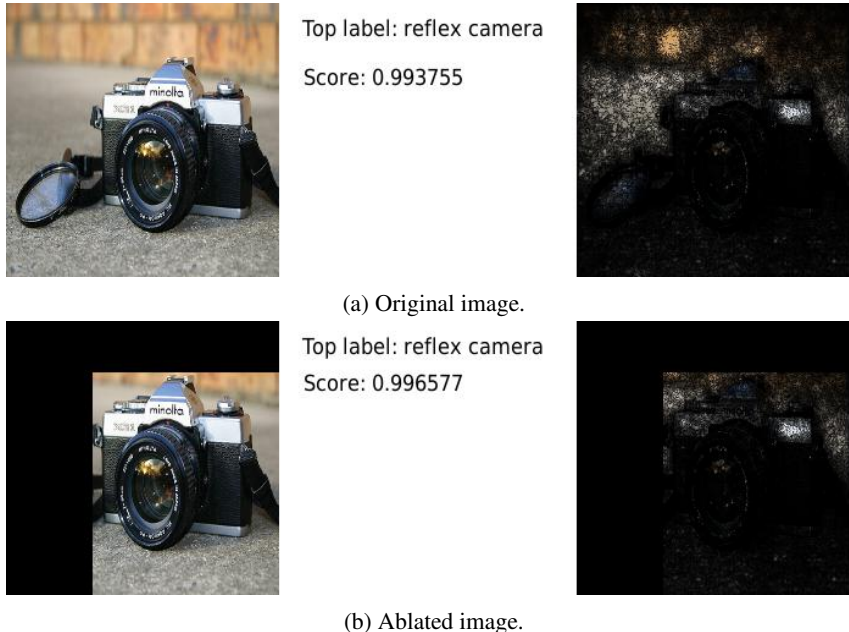 Top label: reflex camera
Score: 0.993755
minolta
(a) Original image.
Top label: reflex camera
Score: 0.996577
minolta
(b) Ablated image.